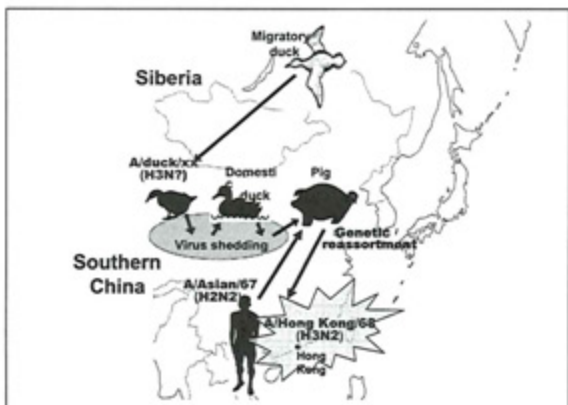 Migratory
duck
Siberia
A/duck/xx
(H3N?)
Domesti
c
duck
Pig
Virus shedding
Genetic
reassortment
Southern
China
A/Asian/67
(H2N2)
A/Hong Kong/68
(H3N2)
Hong
Kong